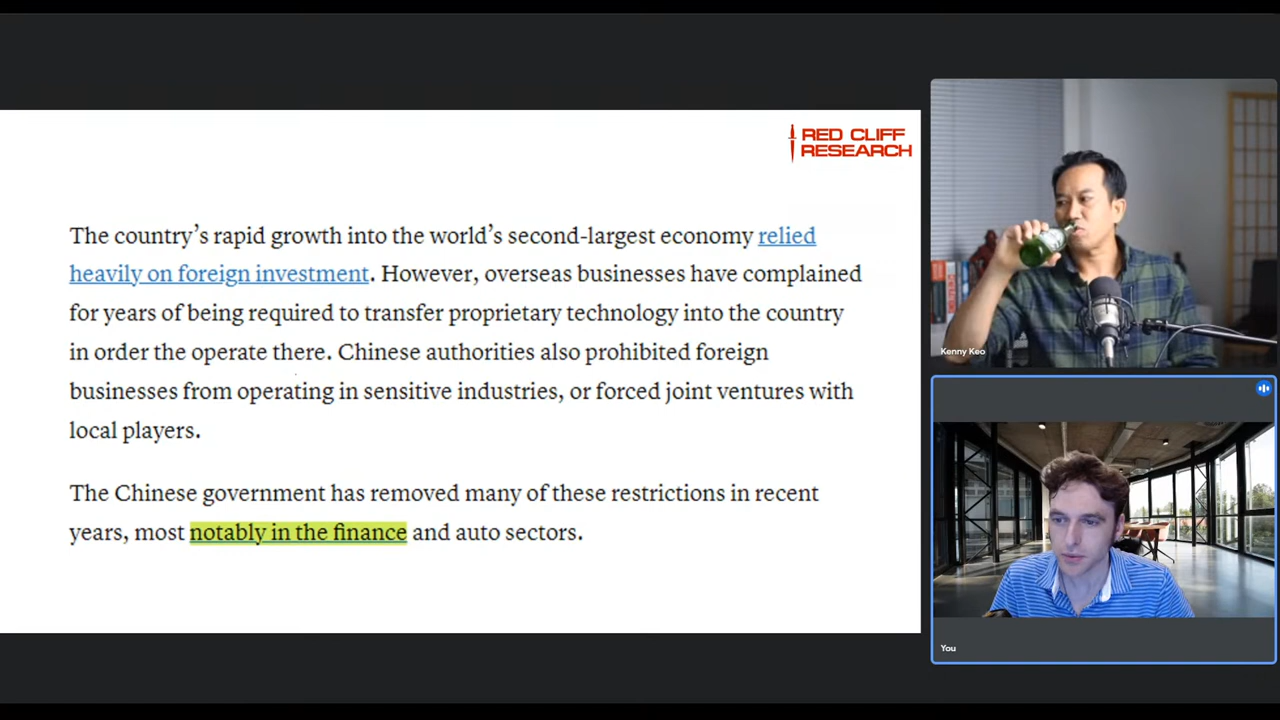 RED CLIFF
RESEARCH
The country’s rapid growth into the world’s second-largest economy relied
heavily on foreign investment. However, overseas businesses have complained
for years of being required to transfer proprietary technology into the country
in order the operate there. Chinese authorities also prohibited foreign
businesses from operating in sensitive industries, or forced joint ventures with
local players.
The Chinese government has removed many of these restrictions in recent
years, most notably in the finance and auto sectors.
Kenny Keo
You